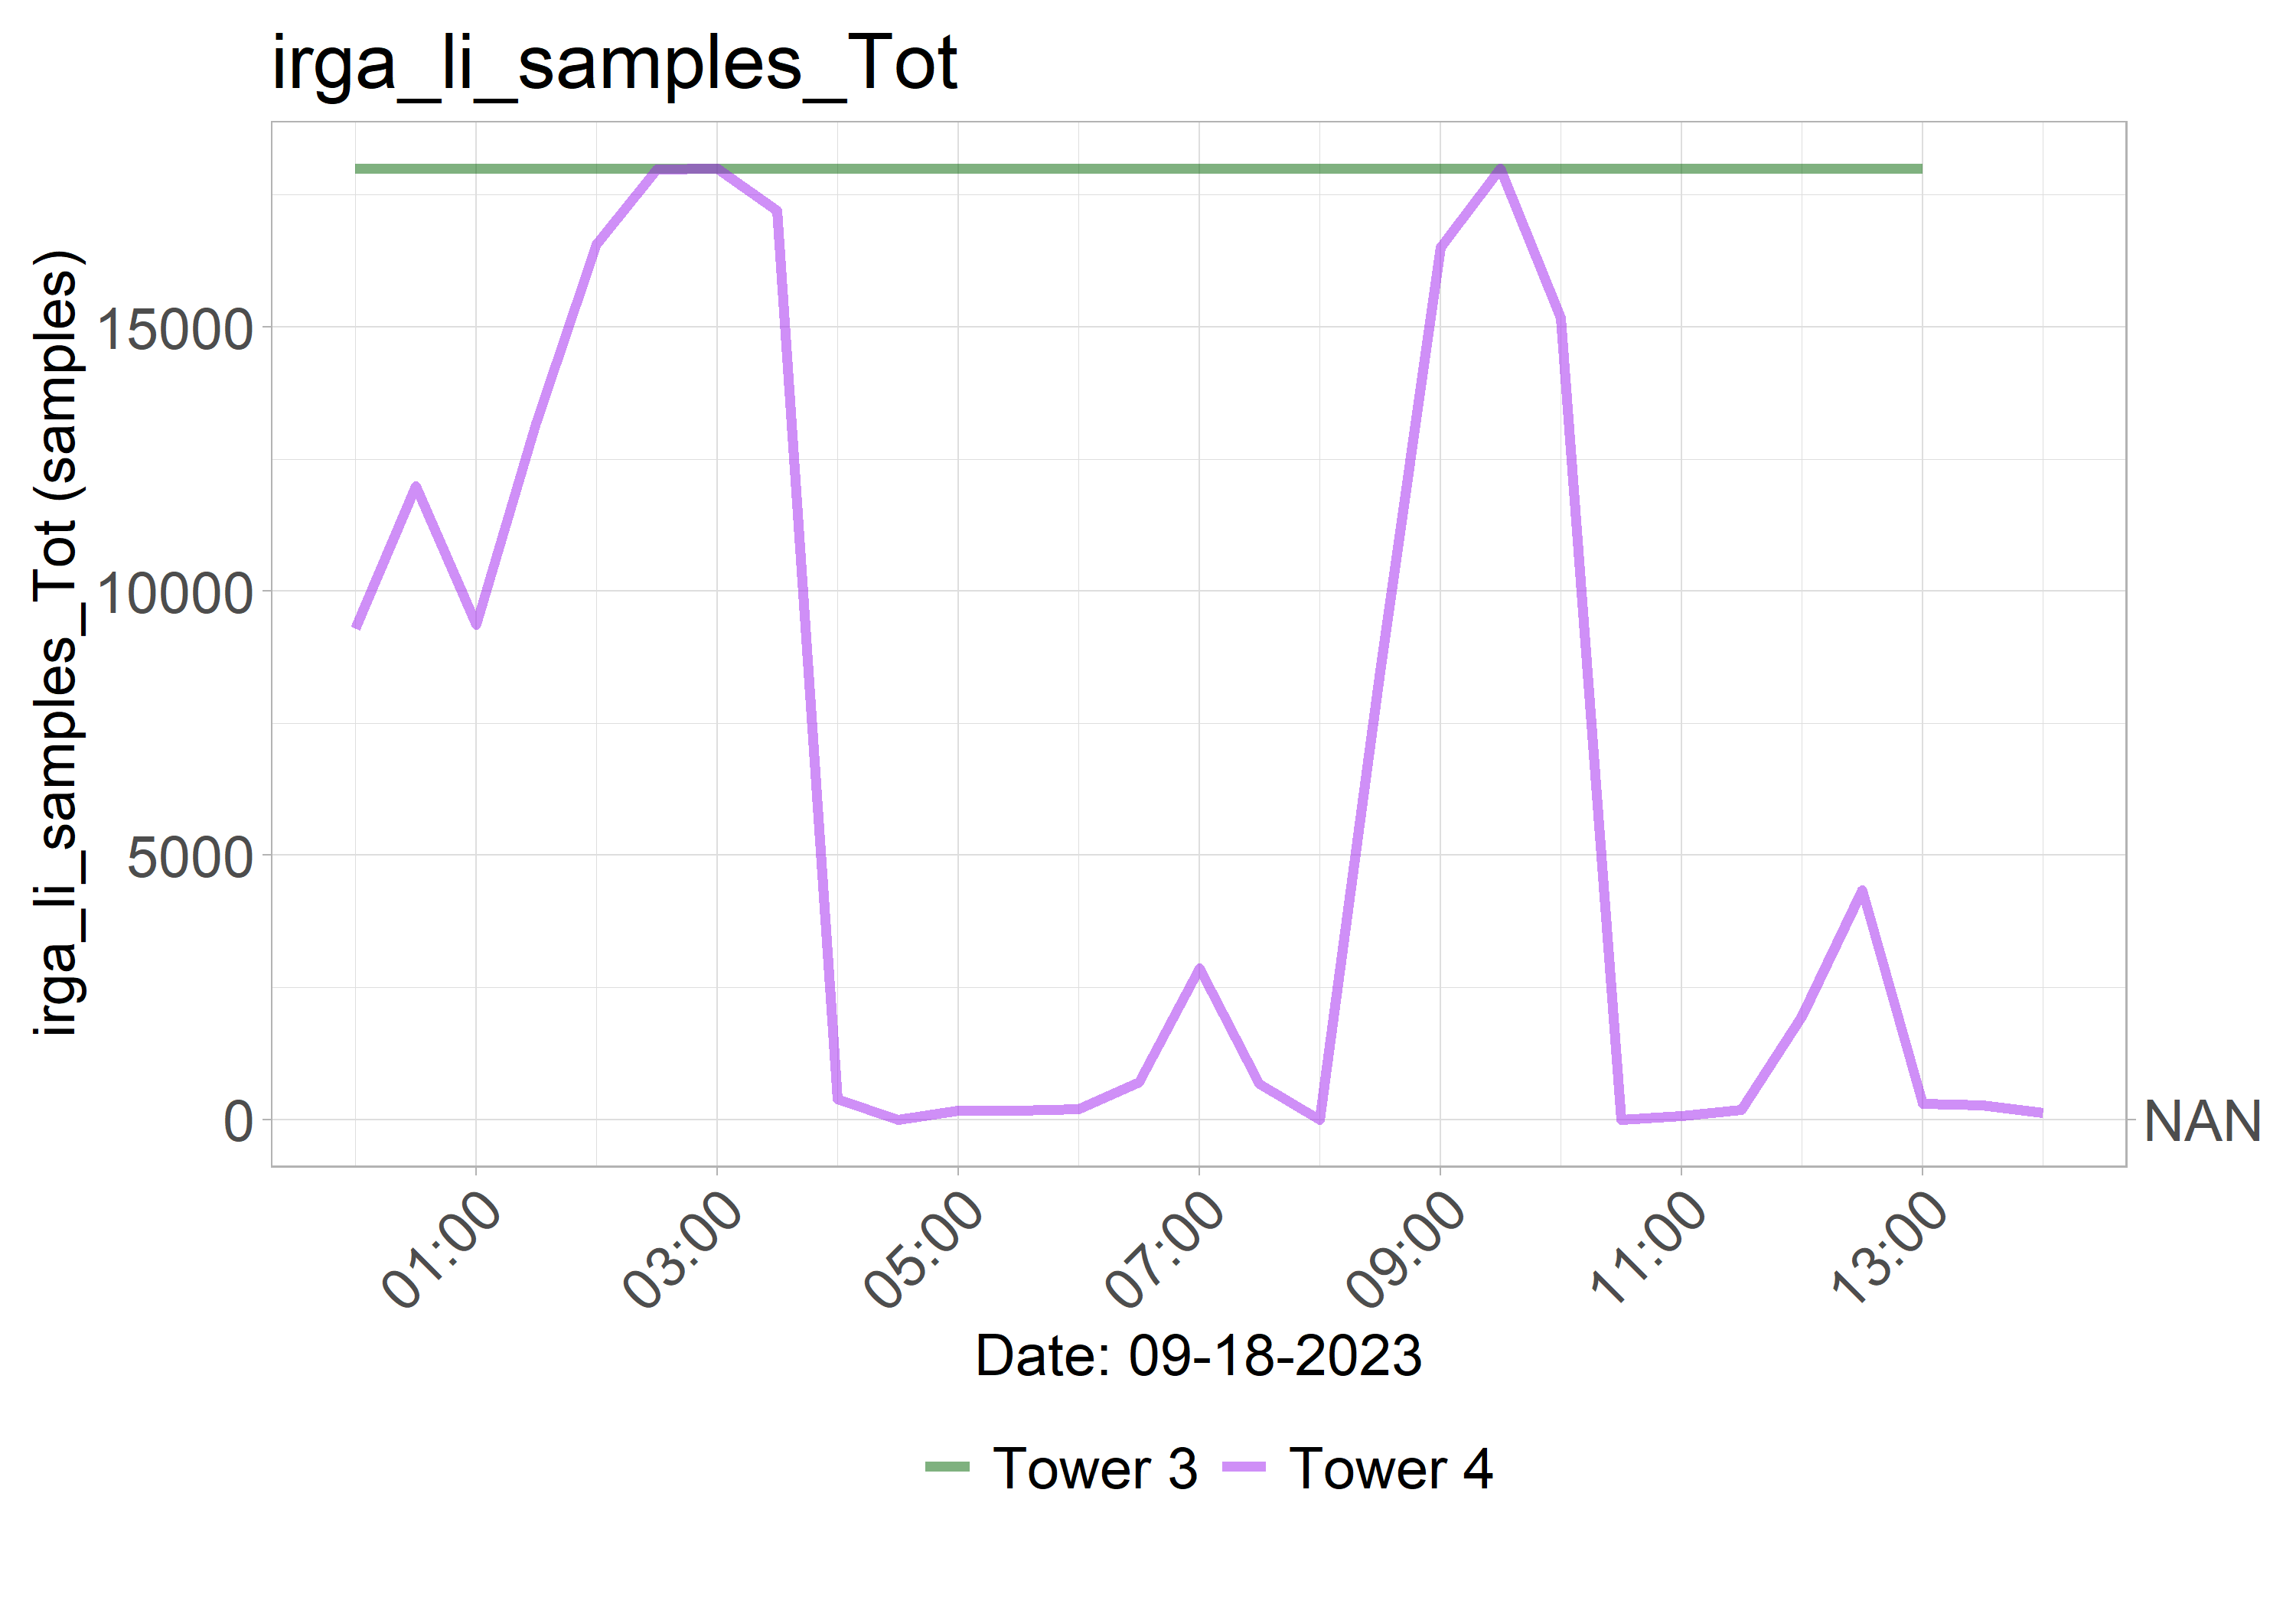 irga_li_samples_Tot
irga_li_samples_Tot (samples)
15000
10000
5000
0
NAN
01:00
03:00
05:00
07:00
09:00
11:00
13:00
Date: 09-18-2023
Tower 3
Tower 4